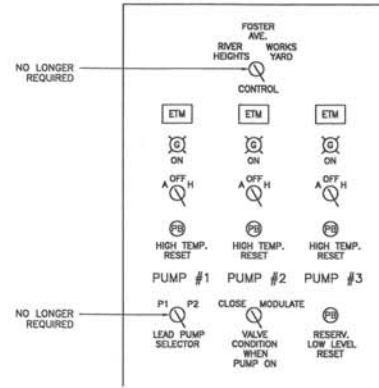 FOSTER
AVE.
RIVER
HEIGHTS
WORKS
YARD
NO LONGER
REQUIRED
CONTROL
ETM
ETM
ETM
G
G
G
ON
ON
ON
A OFF H
A OFF H
A OFF H
PB
PB
PB
HIGH TEMP.
RESET
HIGH TEMP.
RESET
HIGH TEMP.
RESET
PUMP #1
PUMP #2
PUMP #3
NO LONGER
REQUIRED
P1
P2
CLOSE
MODULATE
PB
LEAD PUMP
SELECTOR
VALVE
CONDITION
WHEN
PUMP ON
RESERV.
LOW LEVEL
RESET